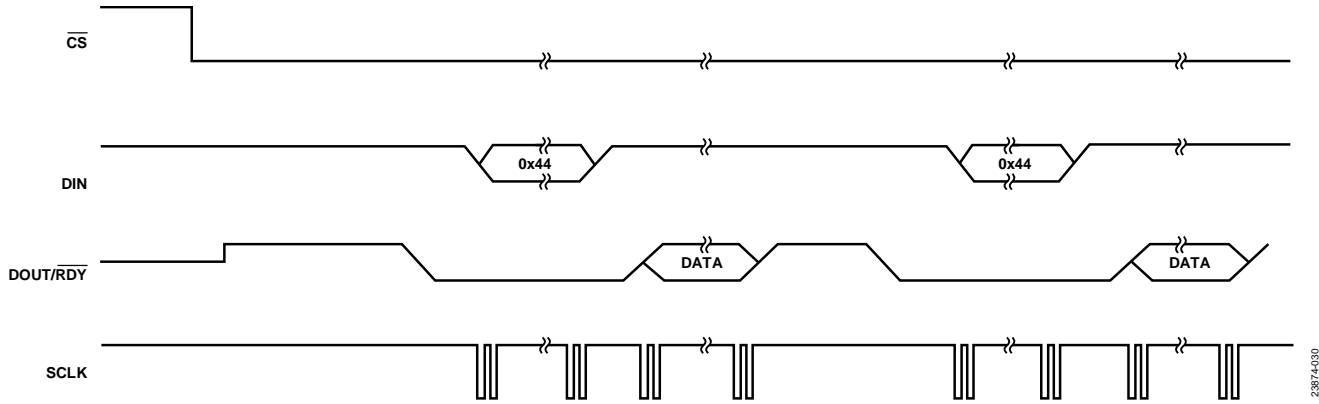 CS
DIN
0x44
0x44
DOUT/RDY
DATA
DATA
SCLK
23874-030